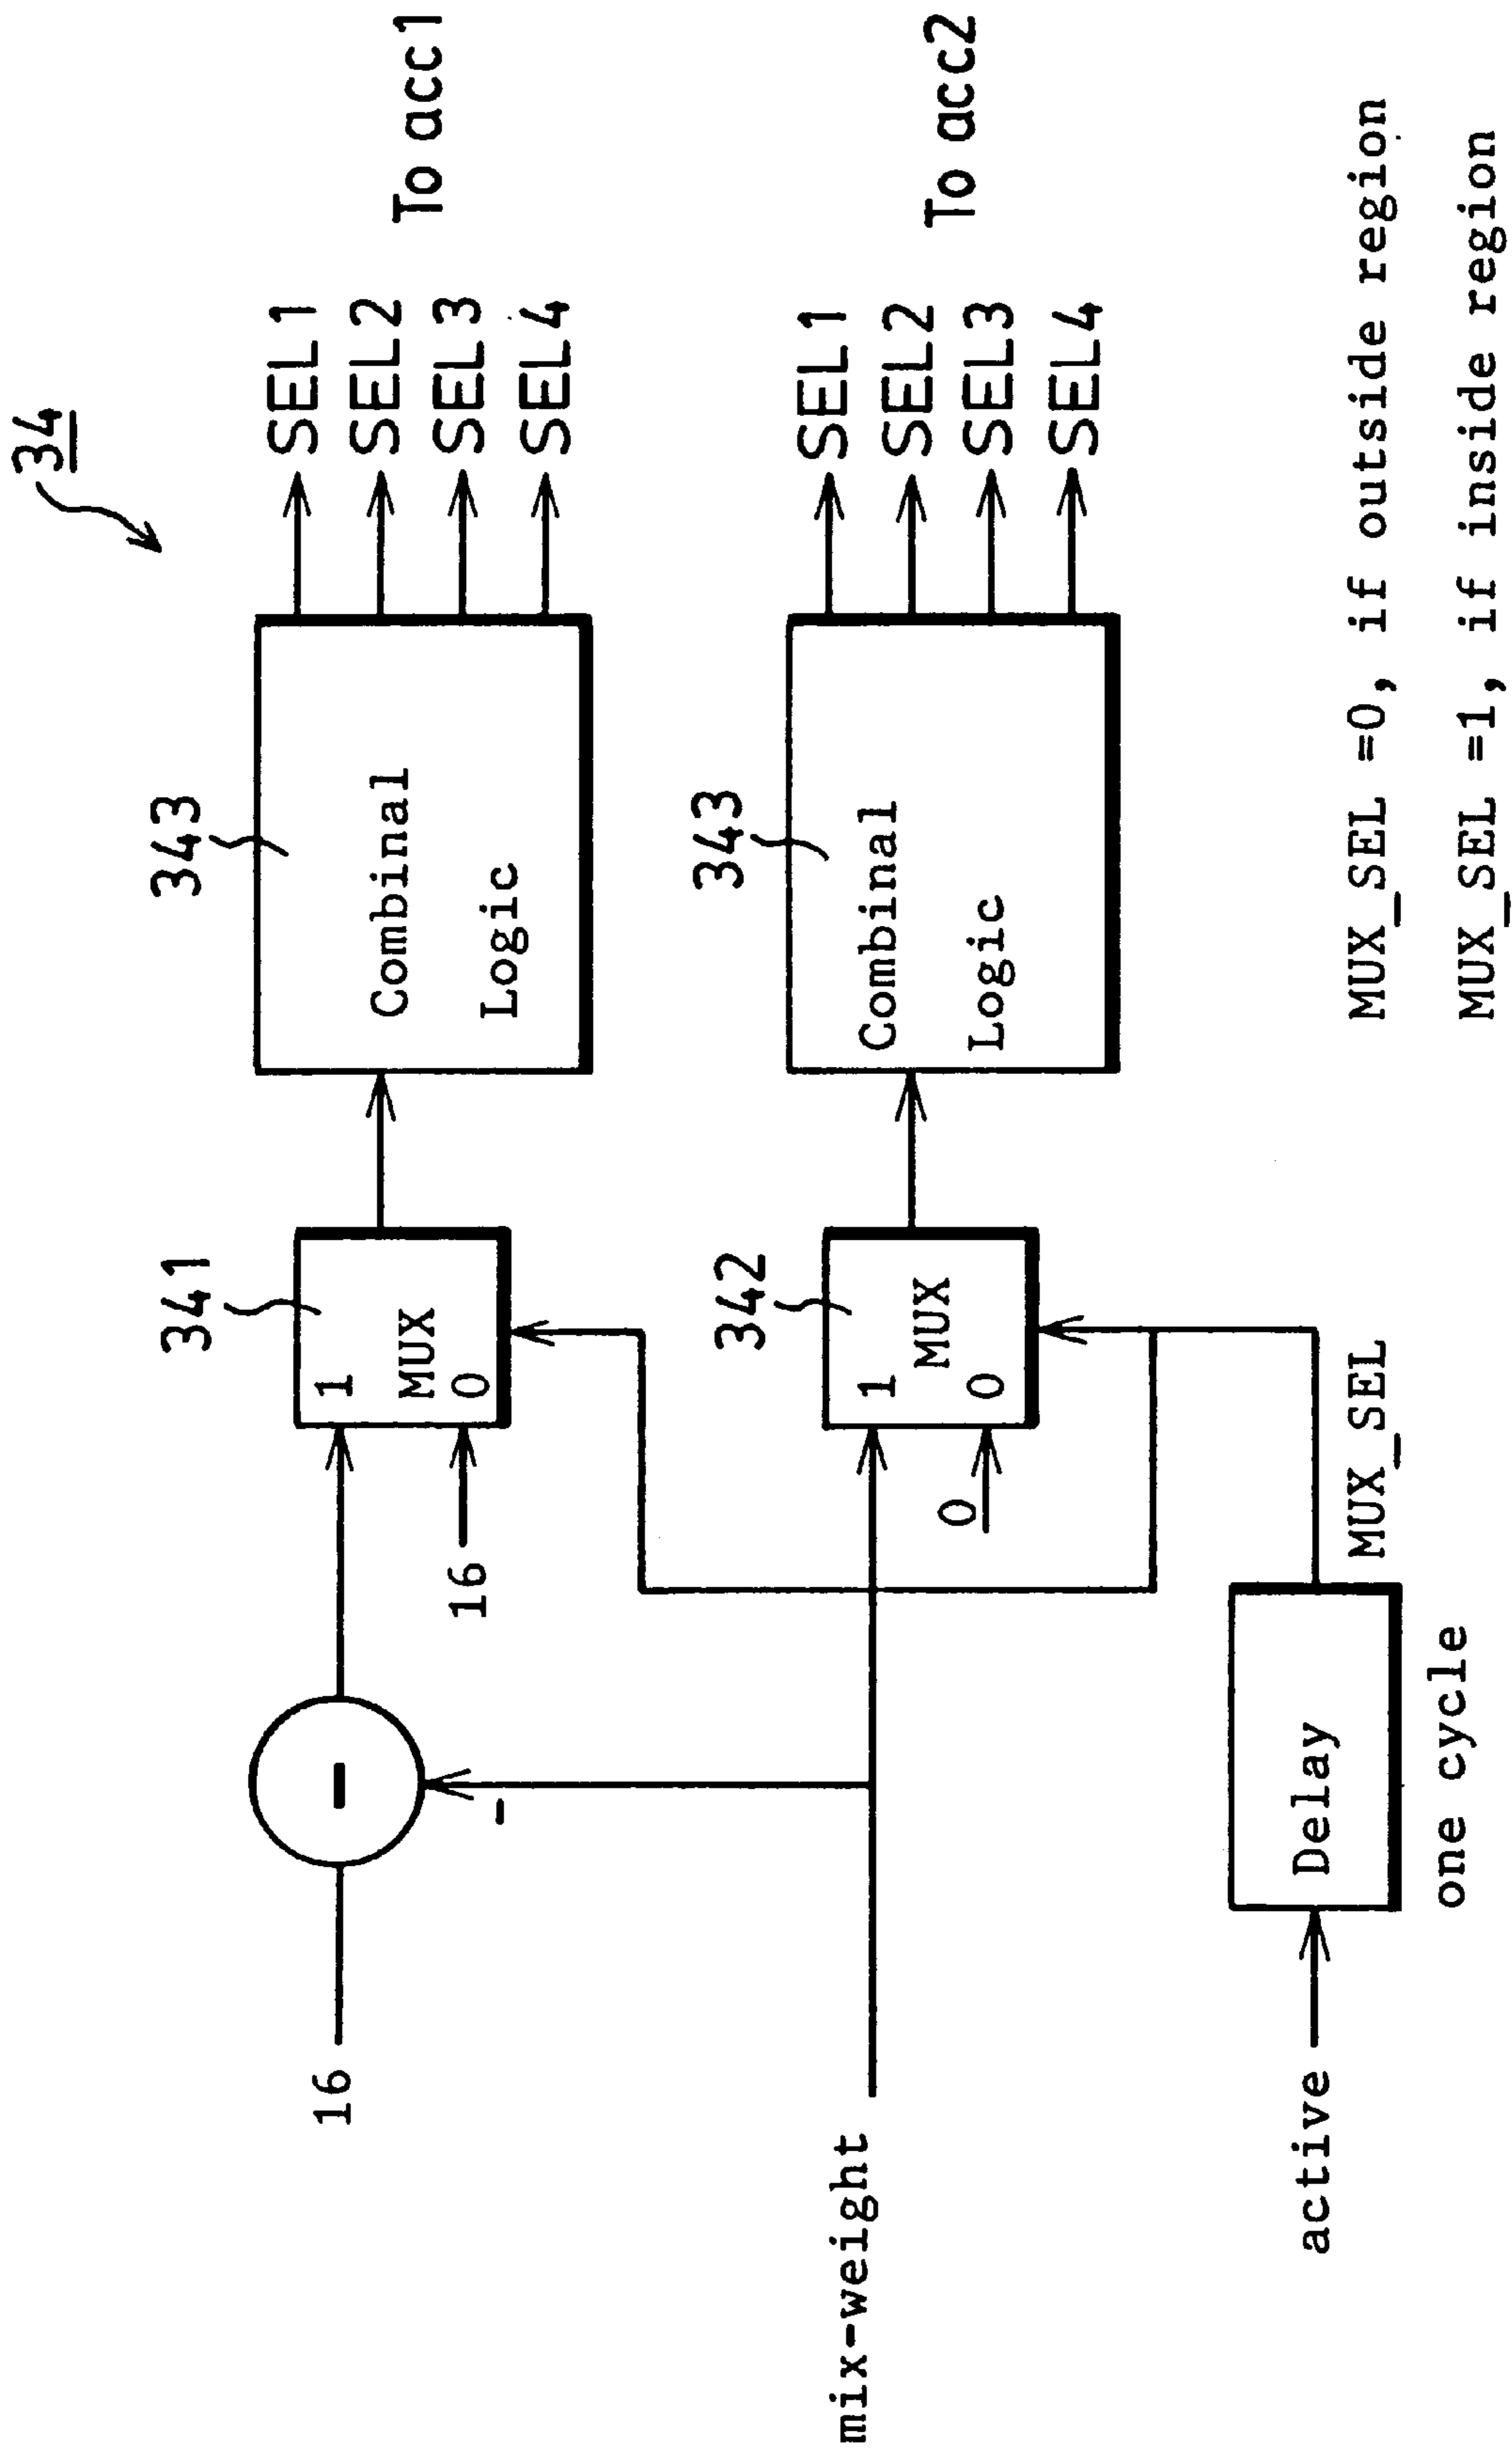 34
343
Combinal
Logic
SEL1
SEL2
SEL3
SEL4
To acc1
341
1
MUX
0
16
16
-
-
343
Combinal
Logic
SEL1
SEL2
SEL3
SEL4
To acc2
342
1
MUX
0
0
mix-weight
active
Delay
one cycle
MUX_SEL
MUX_SEL =0, if outside region
MUX_SEL =1, if inside region